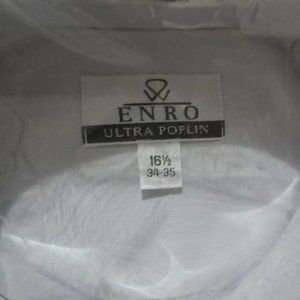 ENRO
ULTRA POPLIN
16½
34-35